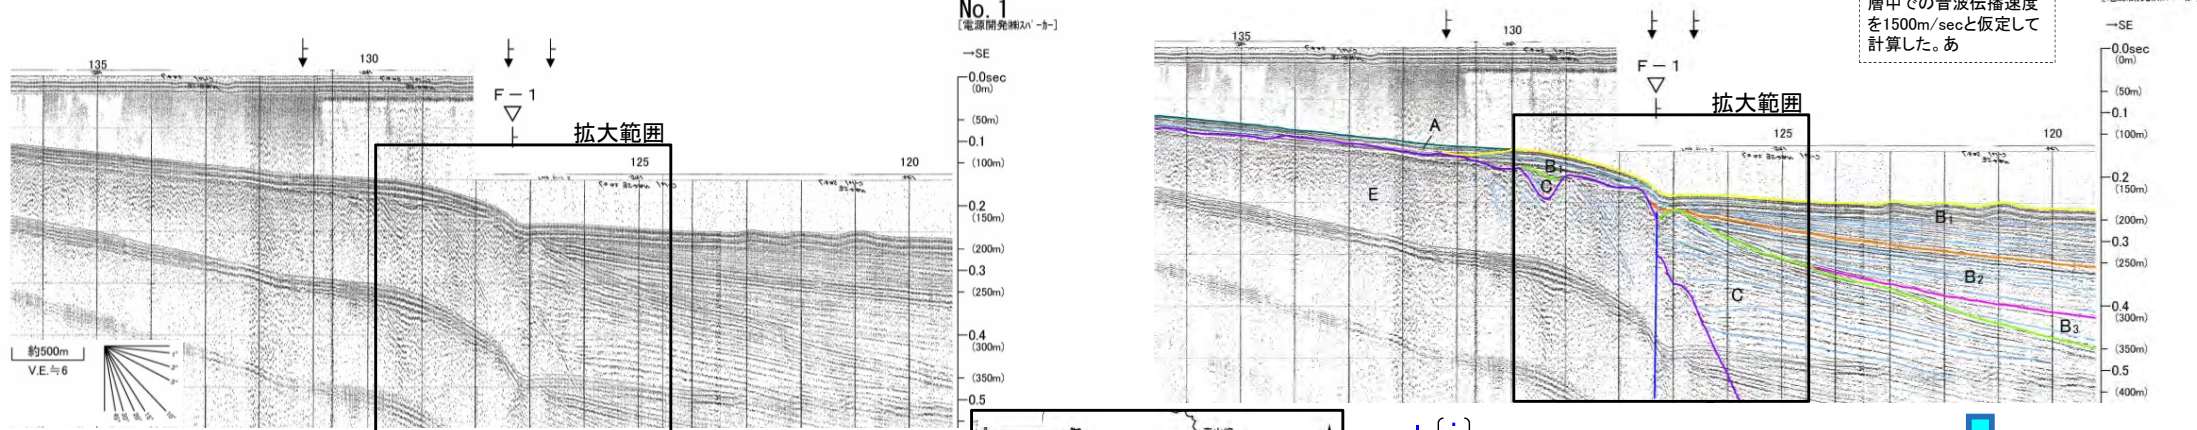 No. 1
[電源開発㈱スパーカー]
135
130
F－1
拡大範囲
125
120
→SE
0.0sec
(0m)
(50m)
0.1
(100m)
0.2
(150m)
(200m)
0.3
(250m)
0.4
(300m)
(350m)
0.5
約500m
V.E.≒6
層中での音波伝播速度
を1500m/secと仮定して
計算した。あ
135
130
F－1
拡大範囲
125
120
→SE
0.0sec
(0m)
(50m)
0.1
(100m)
0.2
(150m)
(200m)
0.3
(250m)
0.4
(300m)
(350m)
0.5
(400m)
A
B1
C
E
B1
B2
C
B3